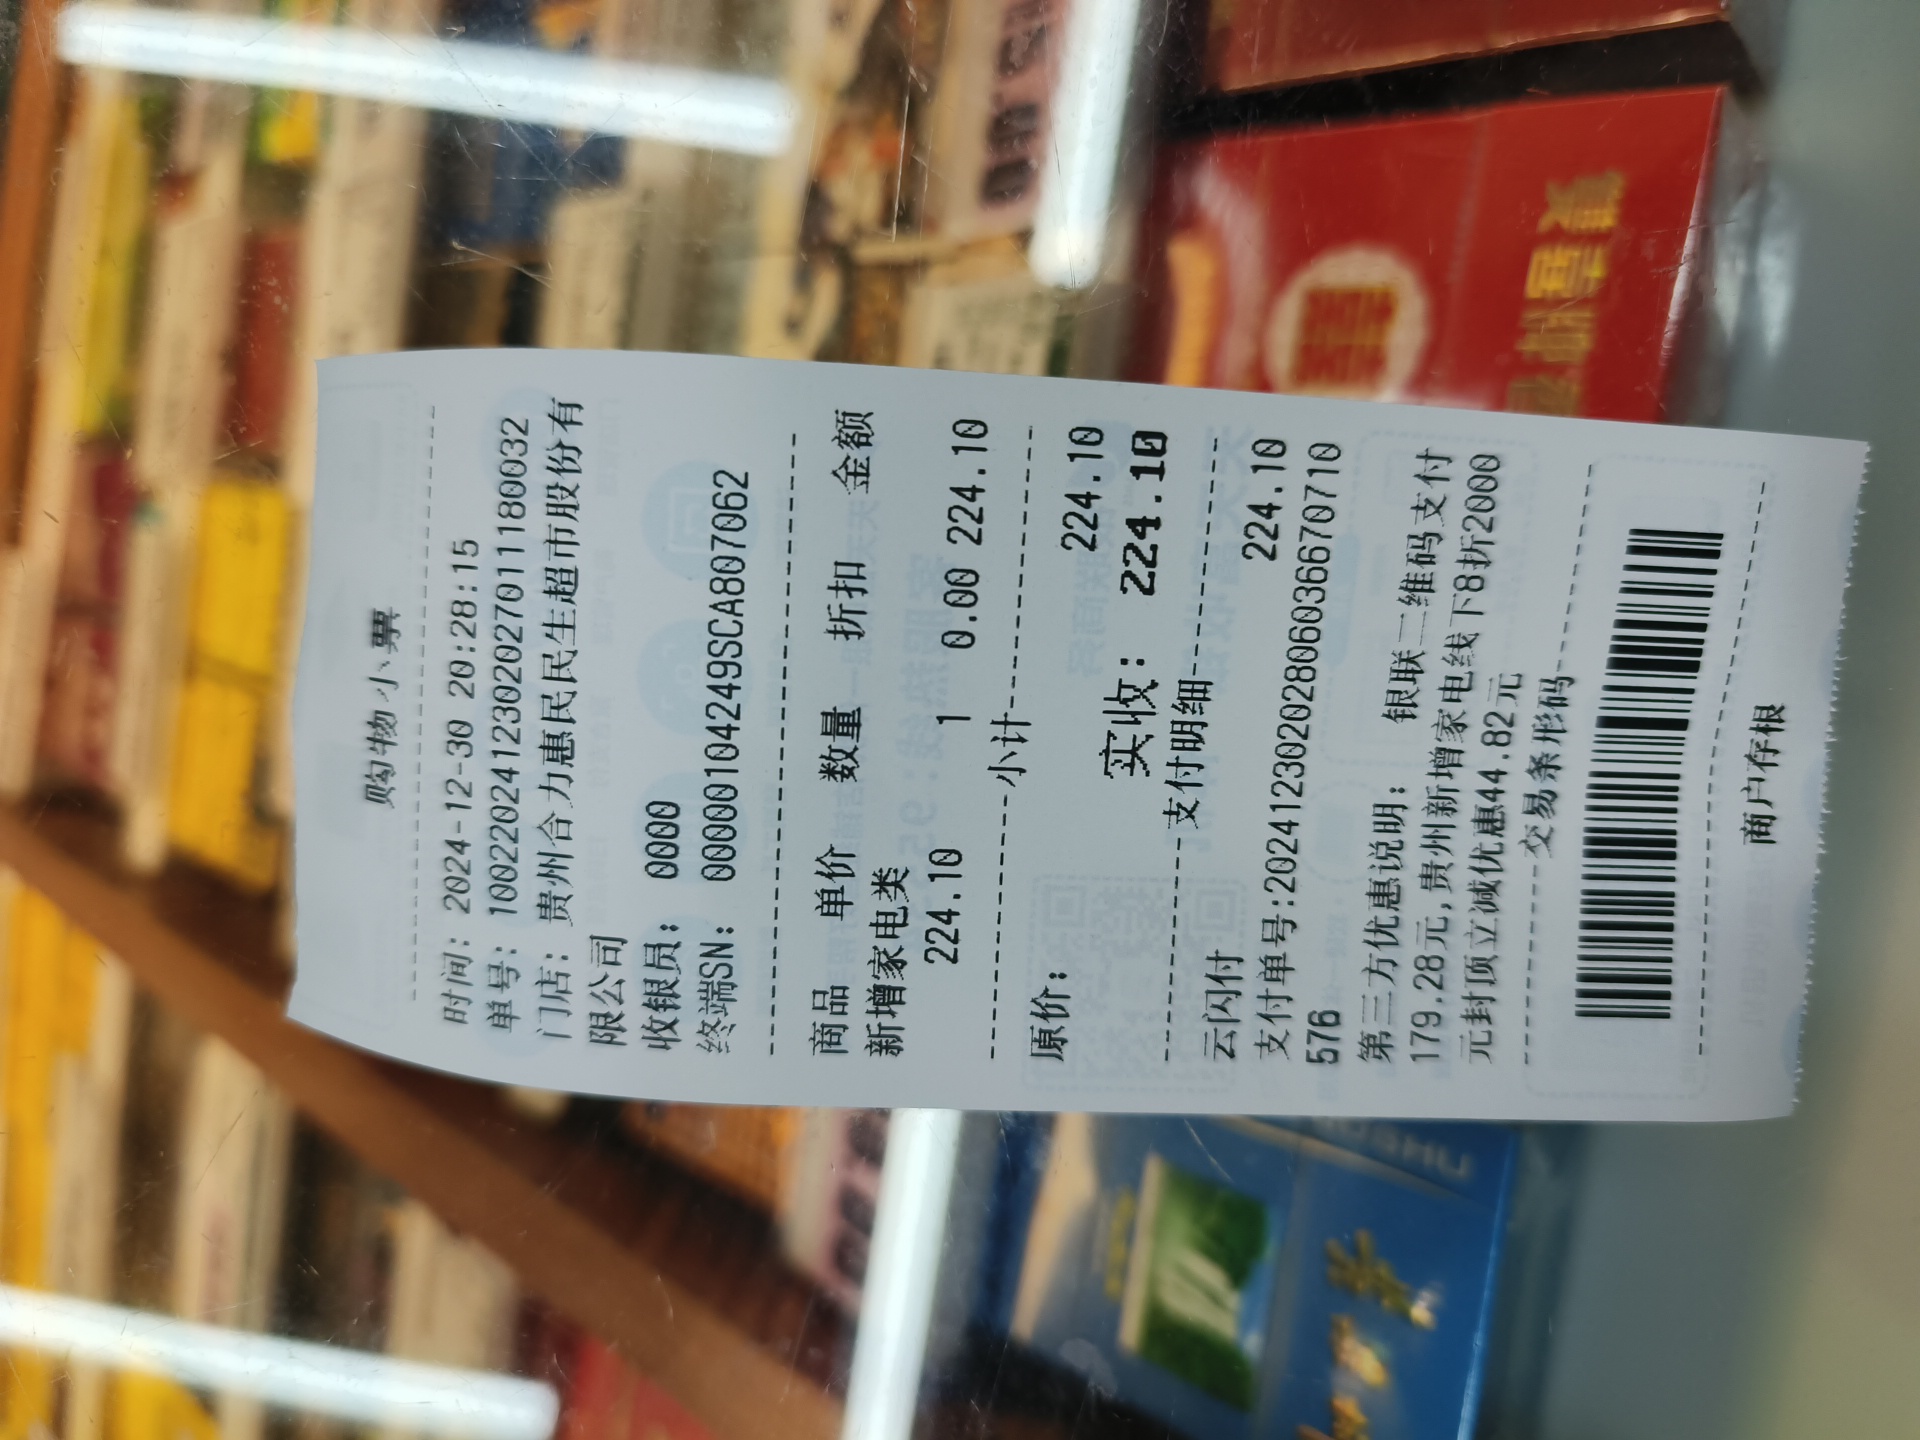 购物小票
时间: 2024-12-30 20:28:15
单号: 10022024123020270111180032
门店: 贵州合力惠民民生超市股份有
限公司
收银员: 0000
终端SN: 00000104249SCA807062
商品 单价 数量 折扣 金额
新增家电类
224.10 1 0.00 224.10
小计
原价: 224.10
实收: 224.10
支付明细
云闪付 224.10
支付单号:2024123020280603667​0710
576
第三方优惠说明: 银联二维码支付
179.28元,贵州新增家电线下8折2000
元封顶立减优惠44.82元
交易条形码
商户存根